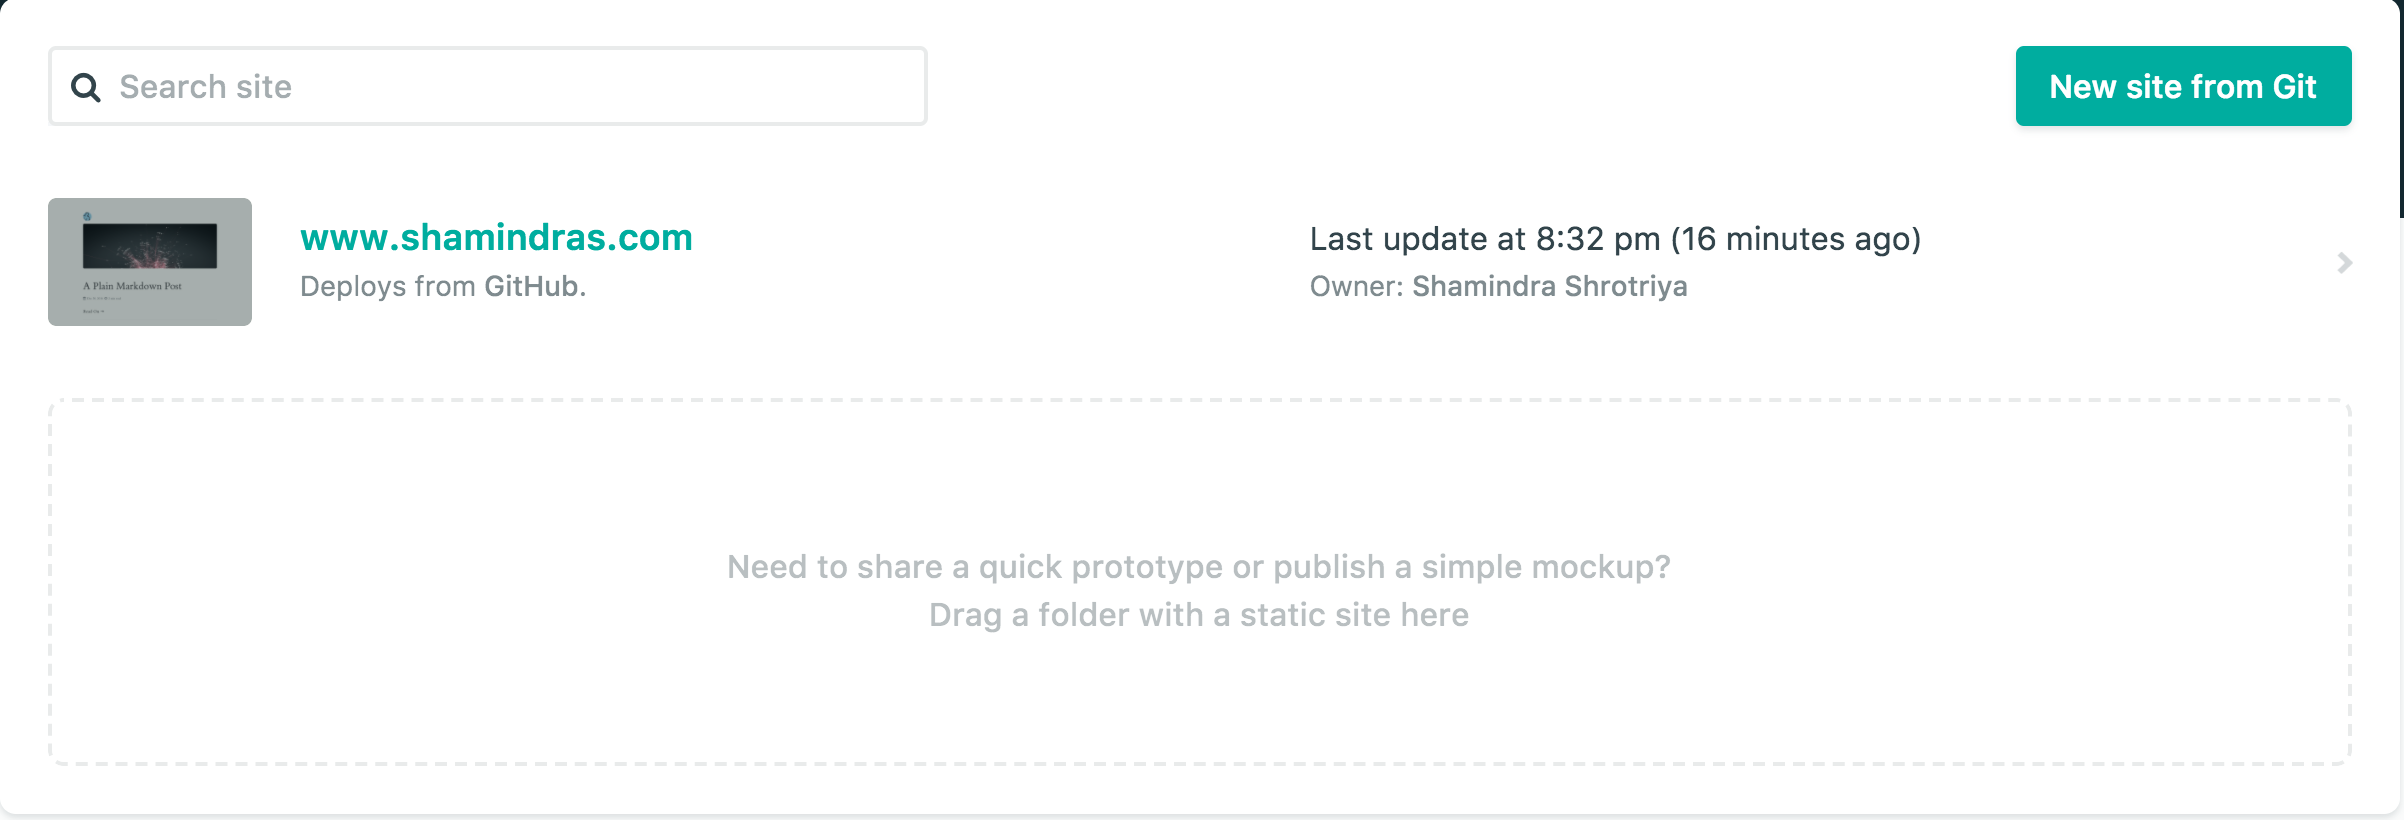 Search site
New site from Git
www.shamindras.com
Deploys from GitHub.
Last update at 8:32 pm (16 minutes ago)
Owner: Shamindra Shrotriya
A Plain Markdown Post
Need to share a quick prototype or publish a simple mockup?
Drag a folder with a static site here